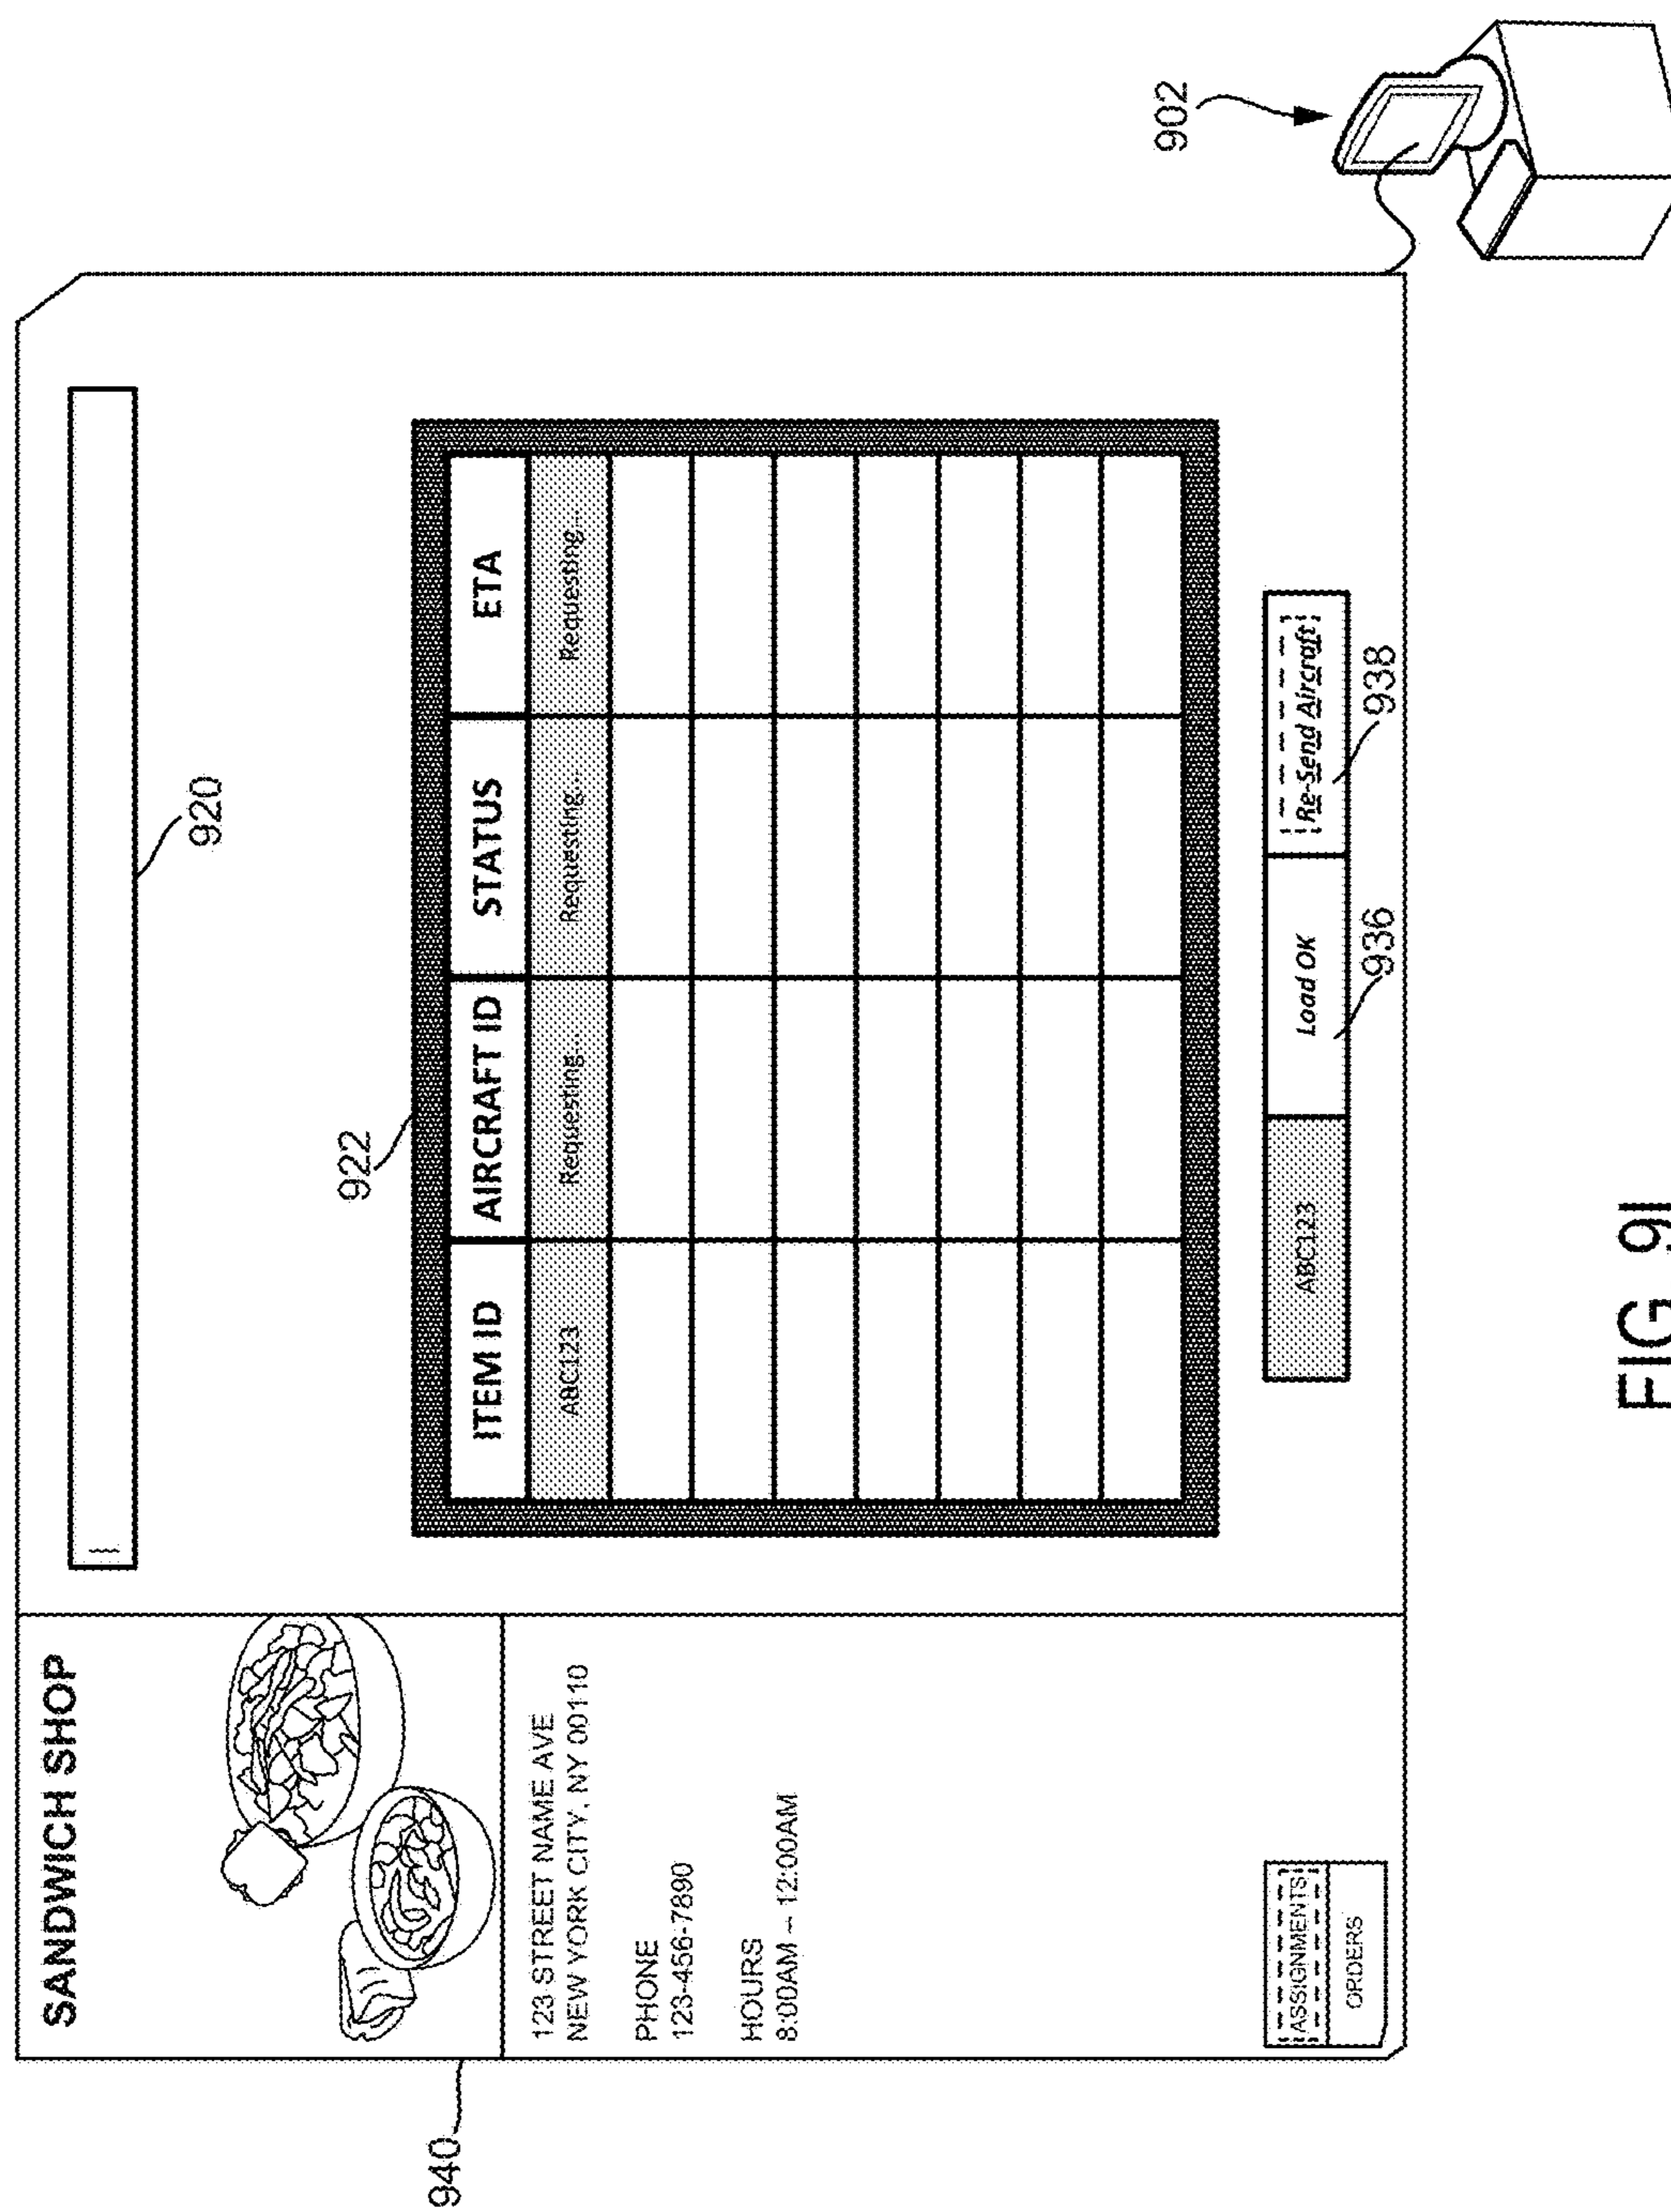 SANDWICH SHOP
123 STREET NAME AVE
NEW YORK CITY, NY 00110
PHONE
123-456-7890
HOURS
8:00AM – 12:00AM
ASSIGNMENTS
ORDERS
940
920
922
ITEM ID AIRCRAFT ID STATUS ETA
ABC123 Requesting... Requesting... Requesting...
ABC123 Load OK Re-Send Aircraft
936 938
902
FIG. 9I